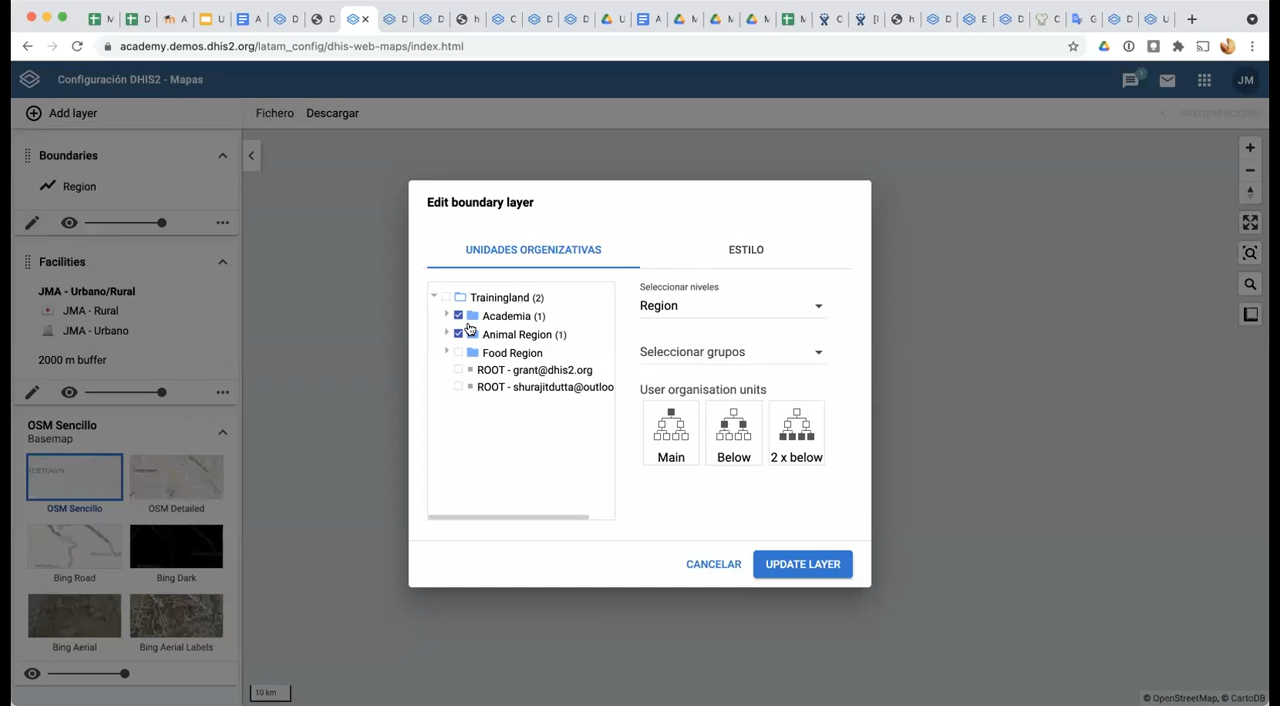 academy.demos.dhis2.org/latam_config/dhis-web-maps/index.html
Configuración DHIS2 - Mapas
1
JM
Add layer
Fichero
Descargar
Boundaries
Region
Facilities
JMA - Urbano/Rural
JMA - Rural
JMA - Urbano
2000 m buffer
OSM Sencillo
Basemap
OSM Sencillo
OSM Detailed
Bing Road
Bing Dark
Bing Aerial
Bing Aerial Labels
Edit boundary layer
UNIDADES ORGENIZATIVAS
ESTILO
Trainingland (2)
Academia (1)
Animal Region (1)
Food Region
ROOT - grant@dhis2.org
ROOT - shurajitdutta@outloo
Seleccionar niveles
Region
Seleccionar grupos
User organisation units
Main
Below
2 x below
CANCELAR
UPDATE LAYER
10 km
© OpenStreetMap, © CartoDB